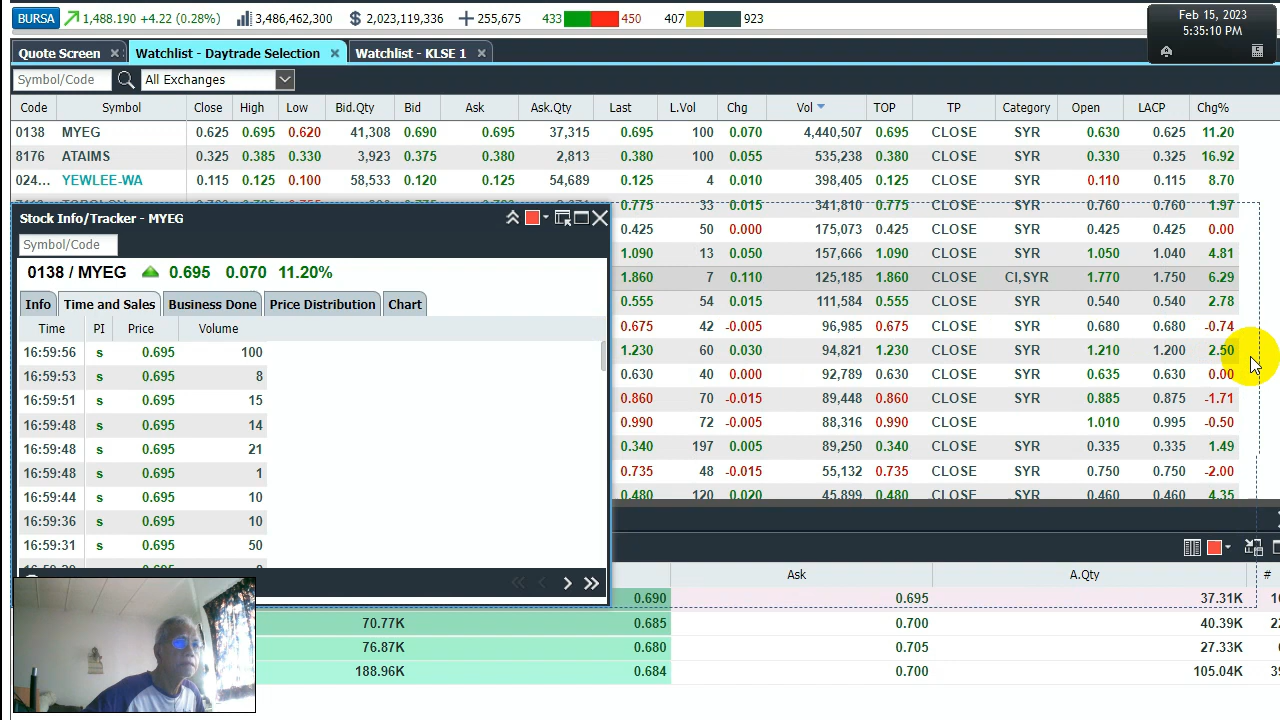 BURSA 1,488.190 +4.22 (0.28%) 3,486,462,300 $ 2,023,119,336 255,675 433 450 407 923
Feb 15, 2023
5:35:10 PM
Quote Screen Watchlist - Daytrade Selection Watchlist - KLSE 1
Symbol/Code All Exchanges
Code Symbol Close High Low Bid.Qty Bid Ask Ask.Qty Last L.Vol Chg Vol TOP TP Category Open LACP Chg%
0138 MYEG 0.625 0.695 0.620 41,308 0.690 0.695 37,315 0.695 100 0.070 4,440,507 0.695 CLOSE SYR 0.630 0.625 11.20
8176 ATAIMS 0.325 0.385 0.330 3,923 0.375 0.380 2,813 0.380 100 0.055 535,238 0.380 CLOSE SYR 0.330 0.325 16.92
024... YEWLEE-WA 0.115 0.125 0.100 58,533 0.120 0.125 54,689 0.125 4 0.010 398,405 0.125 CLOSE SYR 0.110 0.115 8.70
0.775 33 0.015 341,810 0.775 CLOSE SYR 0.760 0.760 1.97
0.425 50 0.000 175,073 0.425 CLOSE SYR 0.425 0.425 0.00
1.090 13 0.050 157,666 1.090 CLOSE SYR 1.050 1.040 4.81
1.860 7 0.110 125,185 1.860 CLOSE CI,SYR 1.770 1.750 6.29
0.555 54 0.015 111,584 0.555 CLOSE SYR 0.540 0.540 2.78
0.675 42 -0.005 96,985 0.675 CLOSE SYR 0.680 0.680 -0.74
1.230 60 0.030 94,821 1.230 CLOSE SYR 1.210 1.200 2.50
0.630 40 0.000 92,789 0.630 CLOSE SYR 0.635 0.630 0.00
0.860 70 -0.015 89,448 0.860 CLOSE SYR 0.885 0.875 -1.71
0.990 72 -0.005 88,316 0.990 CLOSE 1.010 0.995 -0.50
0.340 197 0.005 89,250 0.340 CLOSE SYR 0.335 0.335 1.49
0.735 48 -0.015 55,132 0.735 CLOSE SYR 0.750 0.750 -2.00
0.480 120 0.020 45,899 0.480 CLOSE SYR 0.460 0.460 4.35
Stock Info/Tracker - MYEG
Symbol/Code
0138 / MYEG 0.695 0.070 11.20%
Info Time and Sales Business Done Price Distribution Chart
Time PI Price Volume
16:59:56 s 0.695 100
16:59:53 s 0.695 8
16:59:51 s 0.695 15
16:59:48 s 0.695 14
16:59:48 s 0.695 21
16:59:48 s 0.695 1
16:59:44 s 0.695 10
16:59:36 s 0.695 10
16:59:31 s 0.695 50
Ask A.Qty #
0.690 0.695 37.31K
70.77K 0.685 0.700 40.39K
76.87K 0.680 0.705 27.33K
188.96K 0.684 0.700 105.04K